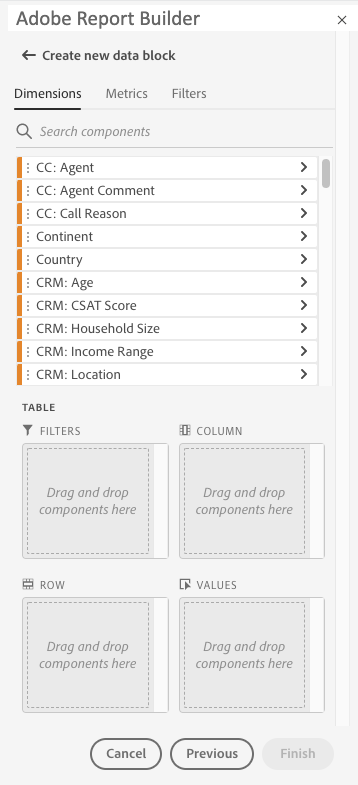 Adobe Report Builder
Create new data block
Dimensions Metrics Filters
Search components
CC: Agent
CC: Agent Comment
CC: Call Reason
Continent
Country
CRM: Age
CRM: CSAT Score
CRM: Household Size
CRM: Income Range
CRM: Location
TABLE
FILTERS
Drag and drop
components here
COLUMN
Drag and drop
components here
ROW
Drag and drop
components here
VALUES
Drag and drop
components here
Cancel Previous Finish